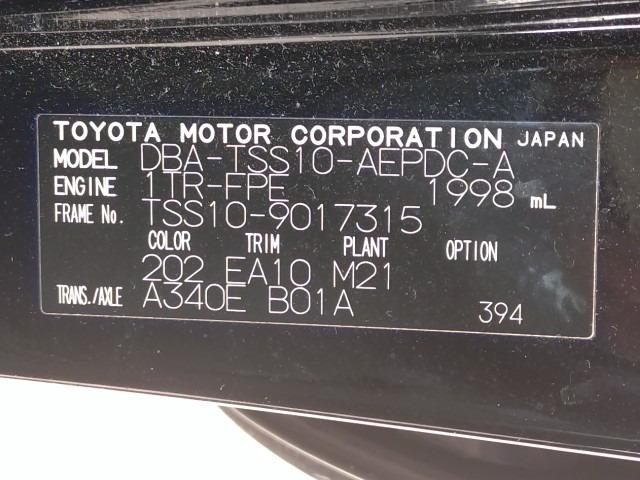 TOYOTA MOTOR CORPORATION JAPAN
MODEL DBA-TSS10-AEPDC-A
ENGINE 1TR-FPE 1998 mL
FRAME No. TSS10-9017315
COLOR TRIM PLANT OPTION
202 EA10 M21
TRANS./AXLE A340E B01A 394